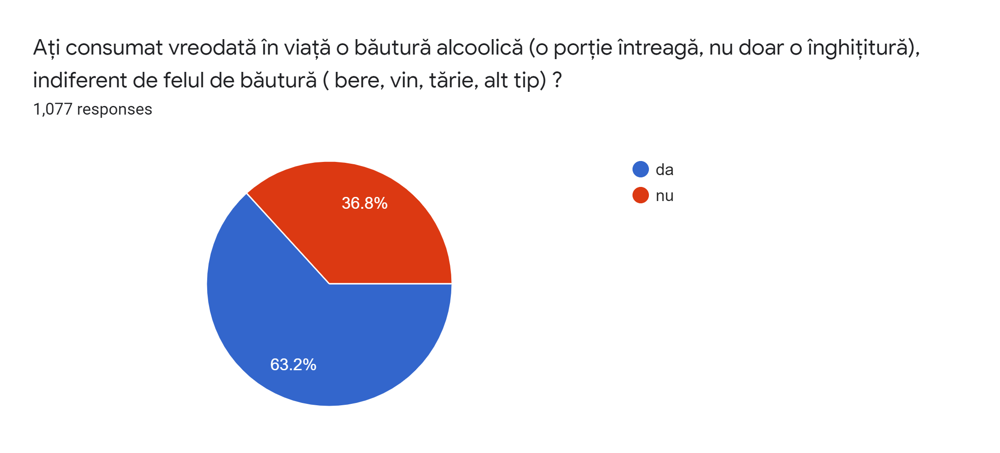 Ați consumat vreodată în viață o băutură alcoolică (o porție întreagă, nu doar o înghițitură),
indiferent de felul de băutură ( bere, vin, tărie, alt tip) ?
1,077 responses
da
nu
36.8%
63.2%